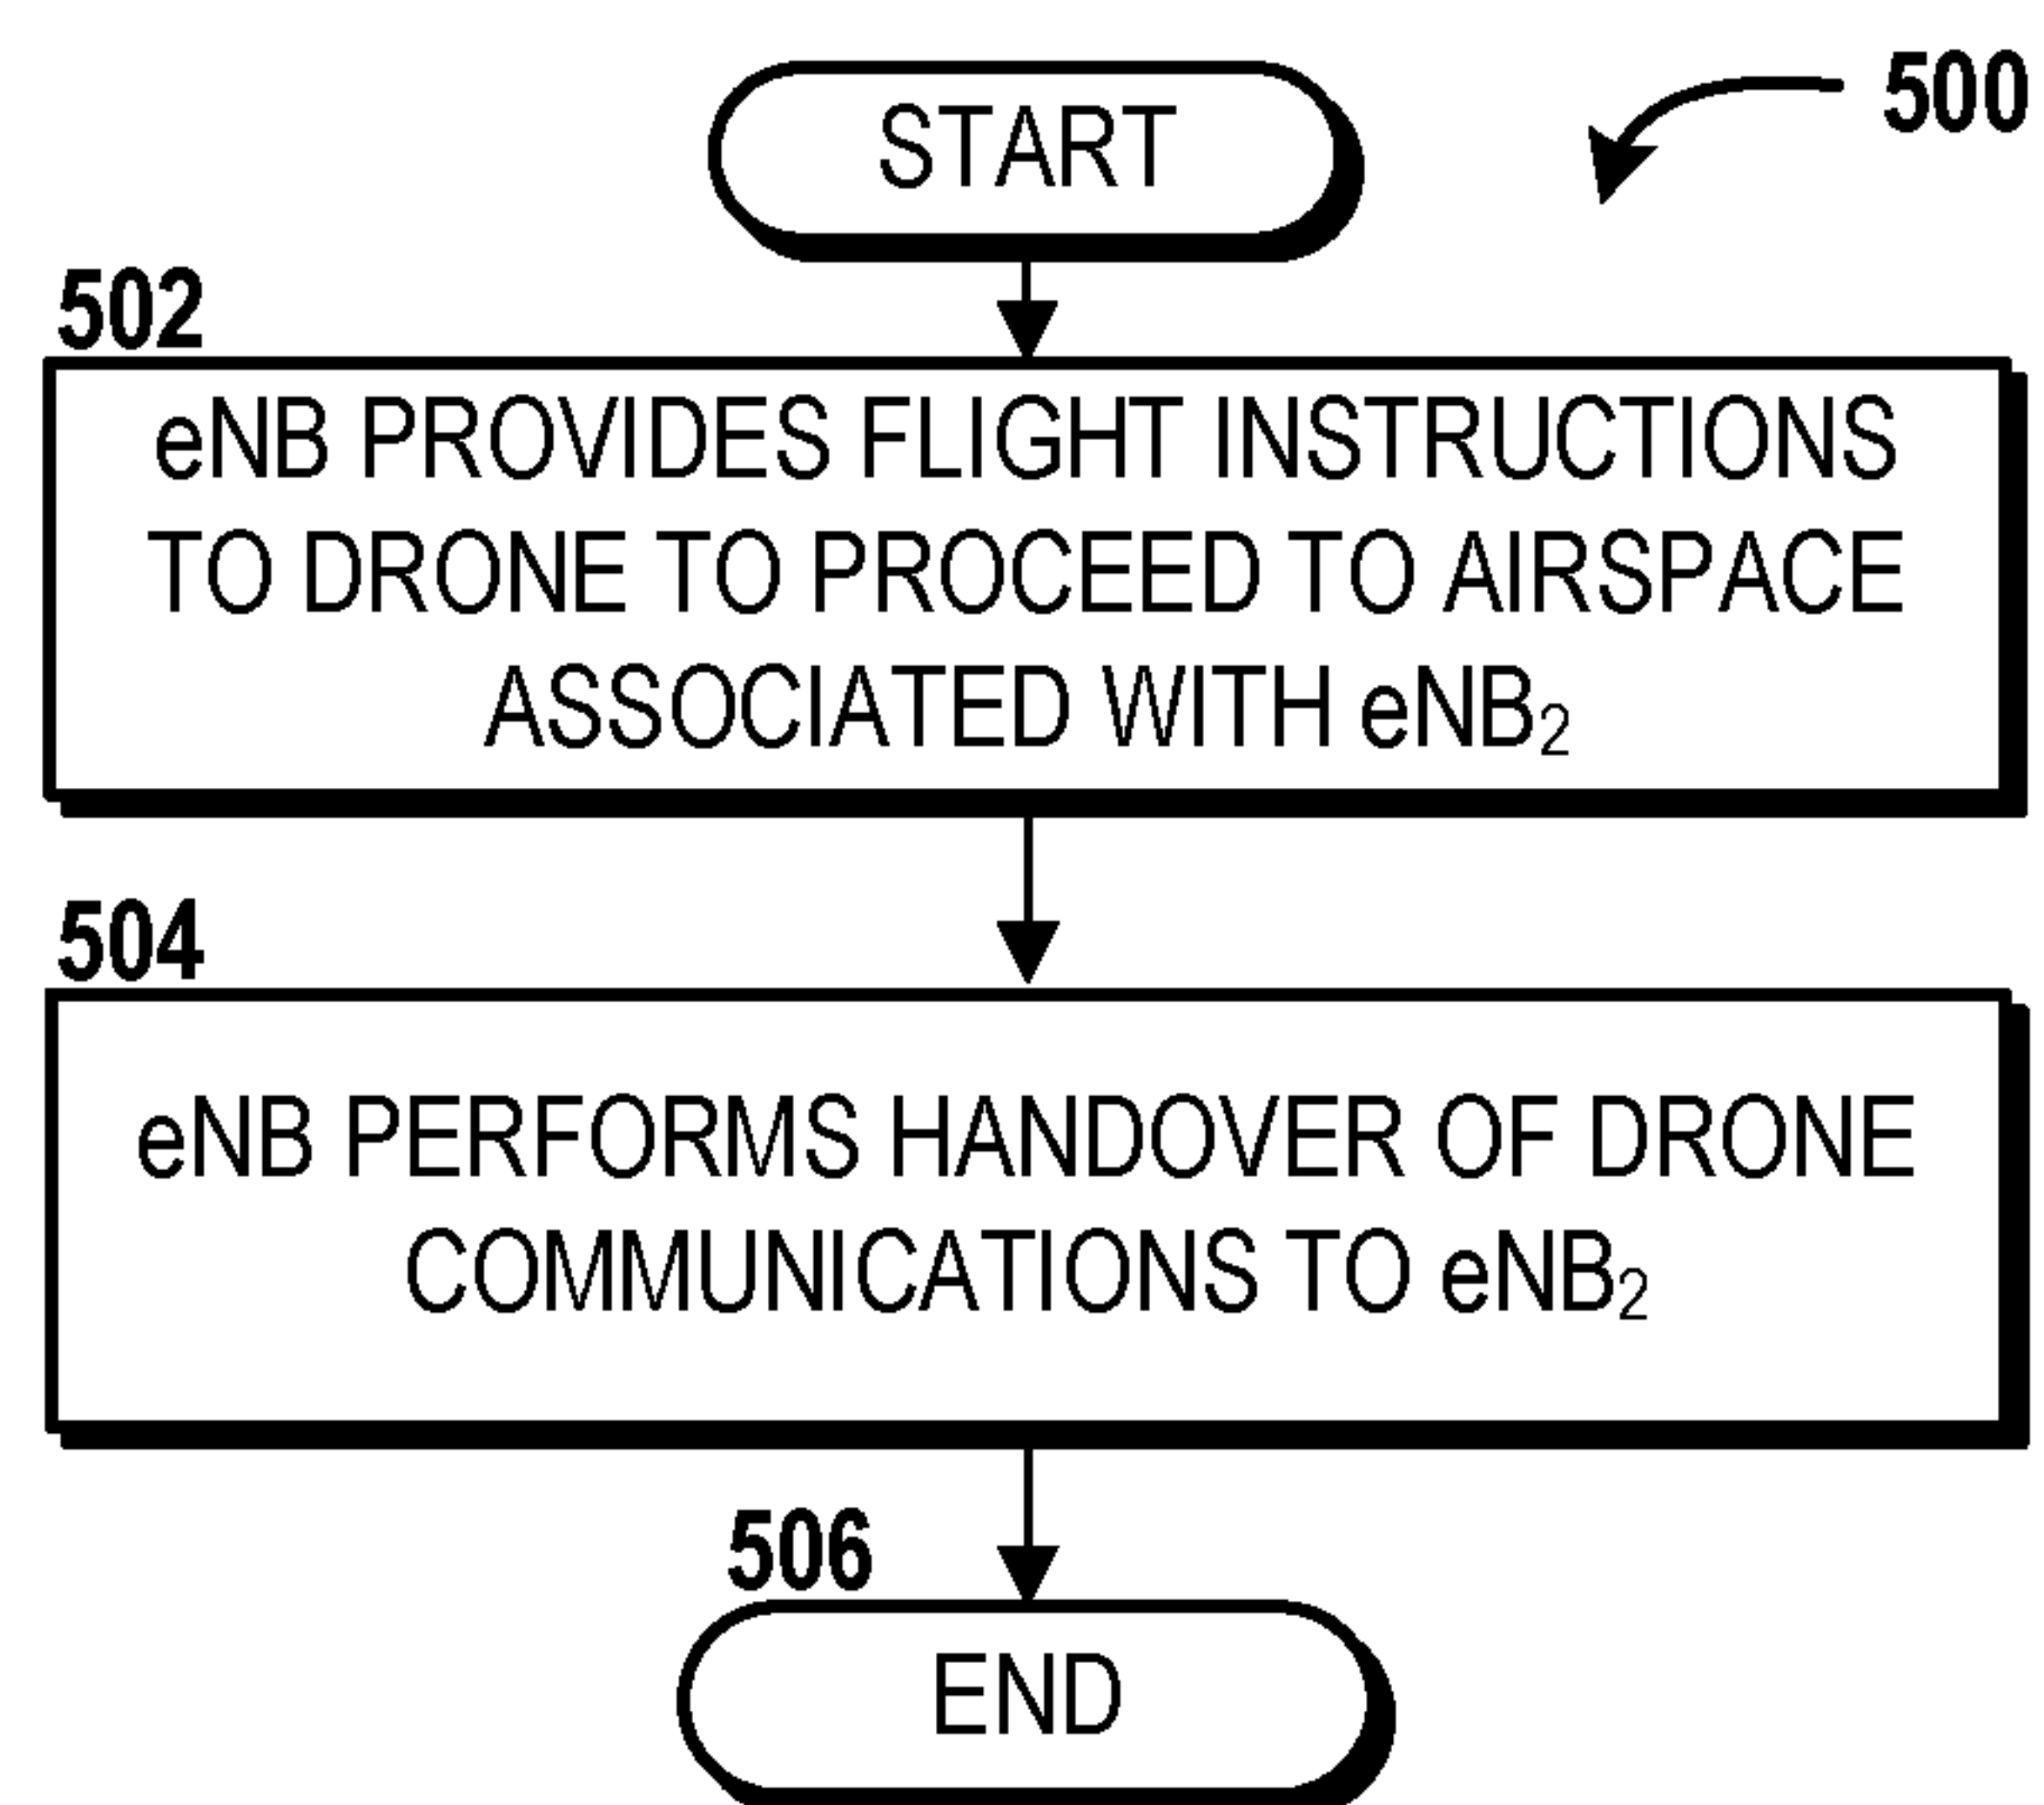 START
500
502
eNB PROVIDES FLIGHT INSTRUCTIONS
TO DRONE TO PROCEED TO AIRSPACE
ASSOCIATED WITH eNB₂
504
eNB PERFORMS HANDOVER OF DRONE
COMMUNICATIONS TO eNB₂
506
END